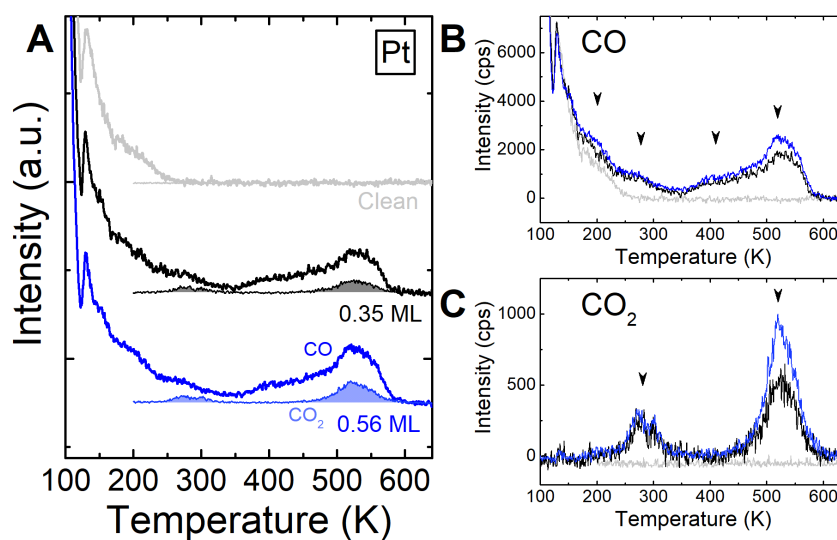 A
Pt
Intensity (a.u.)
Clean
0.35 ML
CO
CO2
0.56 ML
100 200 300 400 500 600
Temperature (K)
B
CO
Intensity (cps)
6000
4000
2000
0
100 200 300 400 500 600
Temperature (K)
C
CO2
Intensity (cps)
1000
500
0
100 200 300 400 500 600
Temperature (K)